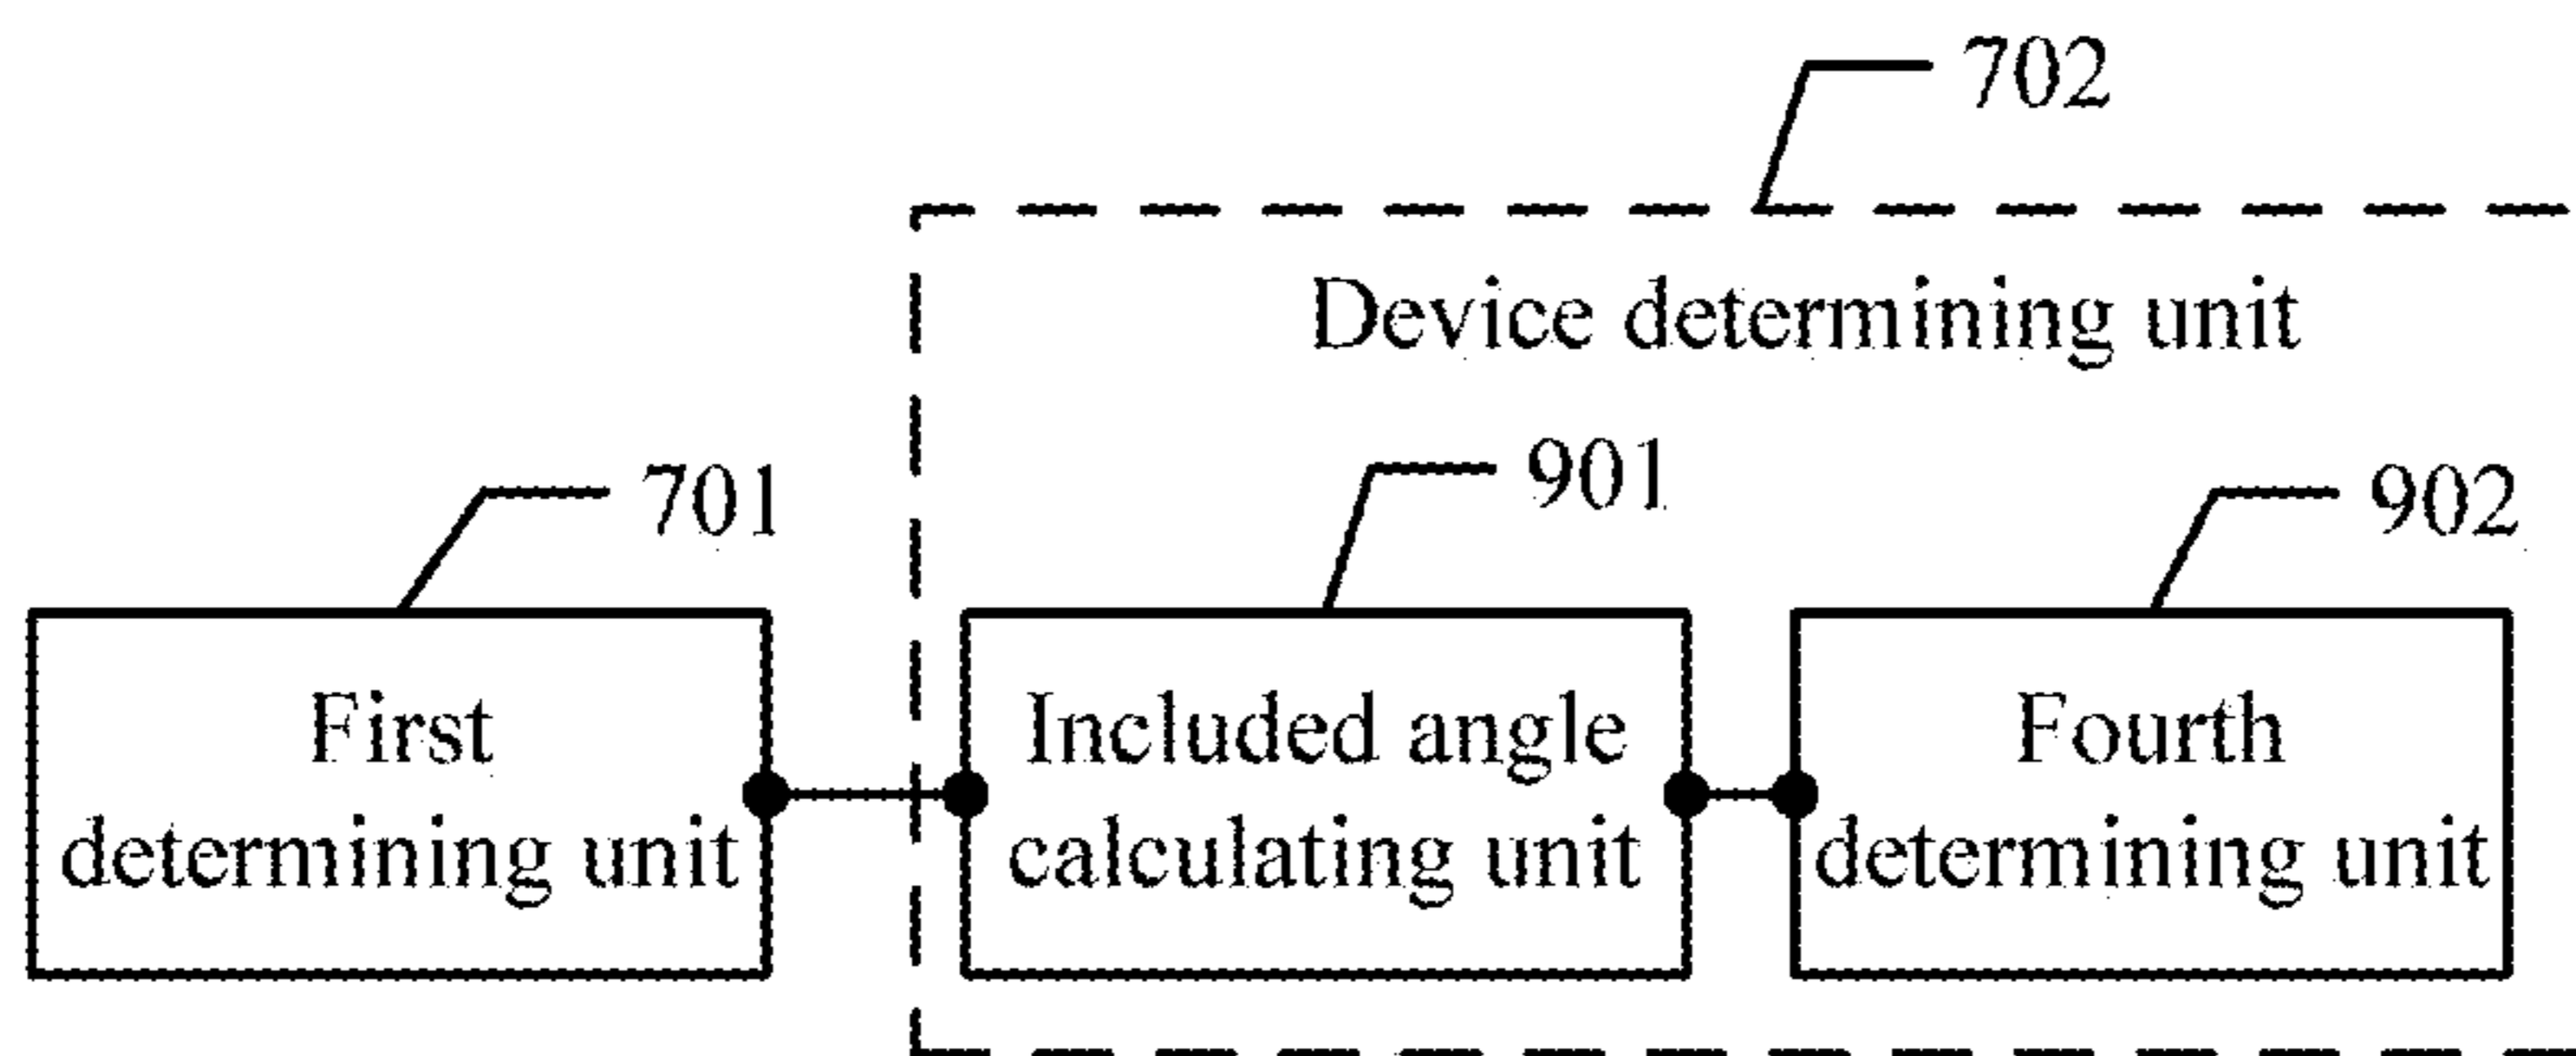 702
Device determining unit
701
901
902
First
determining unit
Included angle
calculating unit
Fourth
determining unit